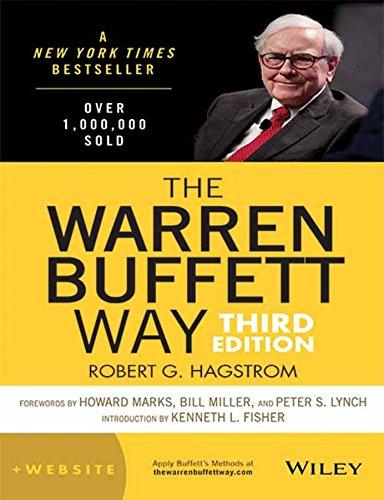 A
NEW YORK TIMES
BESTSELLER
OVER
1,000,000
SOLD
THE
WARREN
BUFFETT
WAY THIRD
EDITION
ROBERT G. HAGSTROM
FOREWORDS BY HOWARD MARKS, BILL MILLER, AND PETER S. LYNCH
INTRODUCTION BY KENNETH L. FISHER
+ WEBSITE
Apply Buffett's Methods at
thewarrenbuffettway.com
WILEY